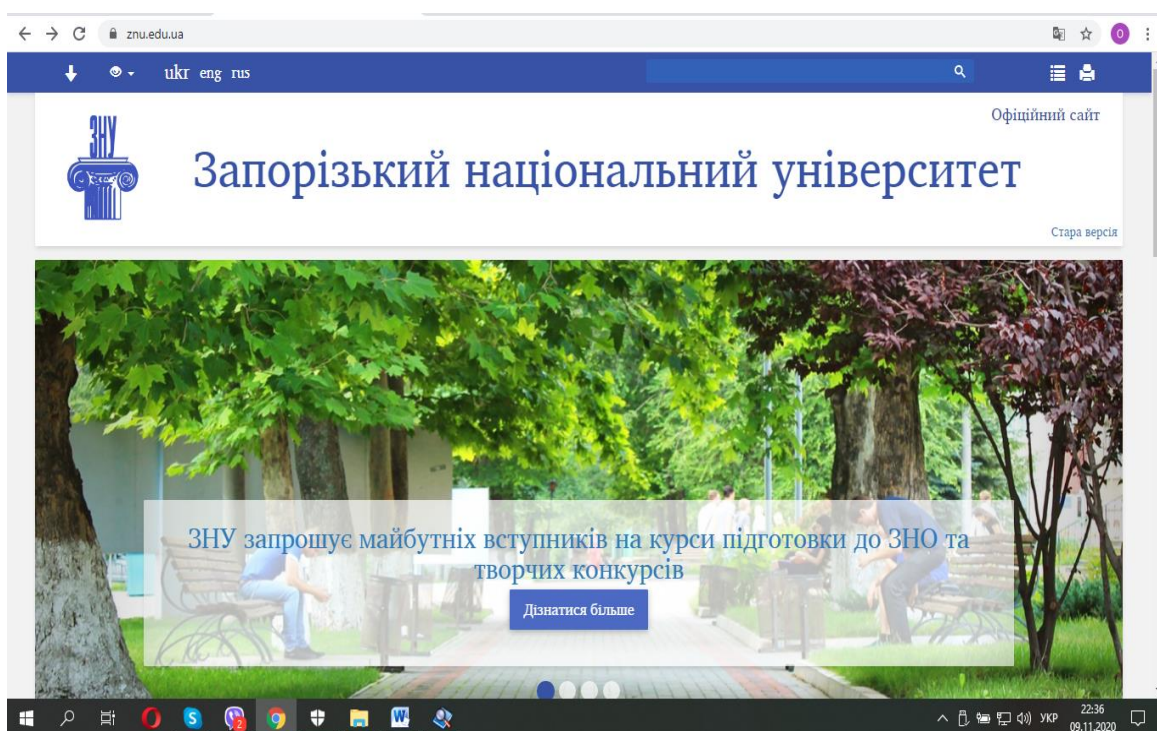 znu.edu.ua
О
ukr eng rus
Офіційний сайт
ЗНУ
Запорізький національний університет
Стара версія
ЗНУ запрошує майбутніх вступників на курси підготовки до ЗНО та
творчих конкурсів
Дізнатися більше
2
УКР
22:36
09.11.2020